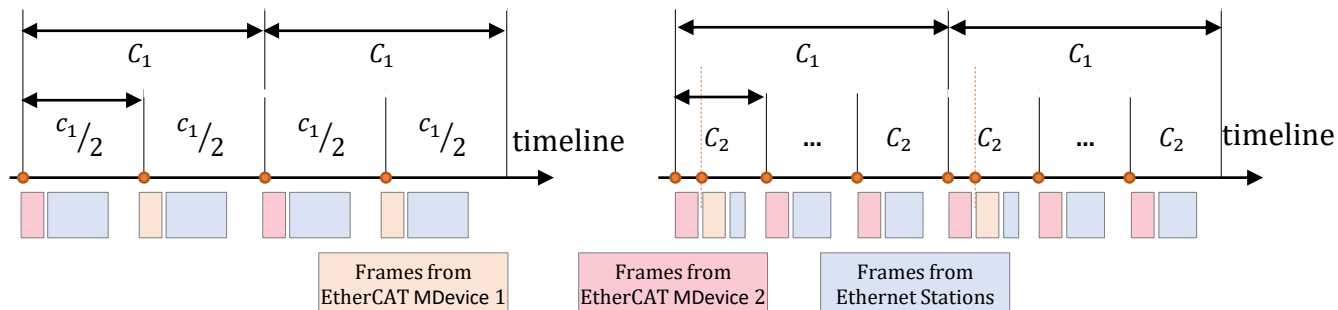 C₁ C₁ C₁ C₁
c₁/2 c₁/2 c₁/2 c₁/2 timeline C₂ ... C₂ C₂ ... C₂ timeline
Frames from
EtherCAT MDevice 1
Frames from
EtherCAT MDevice 2
Frames from
Ethernet Stations